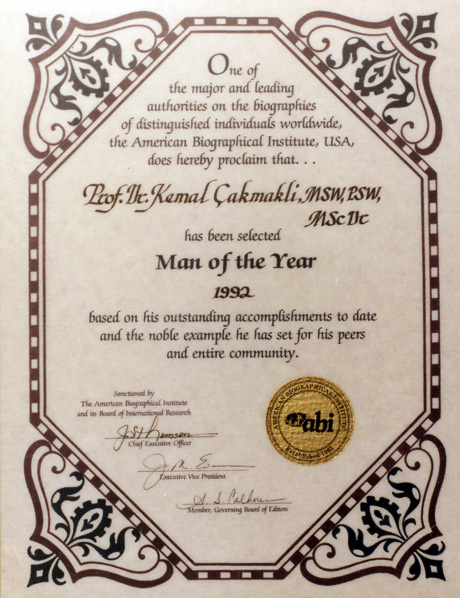 One of
the major and leading
authorities on the biographies
of distinguished individuals worldwide,
the American Biographical Institute, USA,
does hereby proclaim that. . .
Prof. Dr. Kemal Çakmakli, MSW, PSW,
MSc Dr
has been selected
Man of the Year
1992
based on his outstanding accomplishments to date
and the noble example he has set for his peers
and entire community.
Sanctioned by
The American Biographical Institute
and its Board of International Research
Chief Executive Officer
Executive Vice President
Member, Governing Board of Editors
AMERICAN BIOGRAPHICAL INSTITUTE
abi
Established 1967